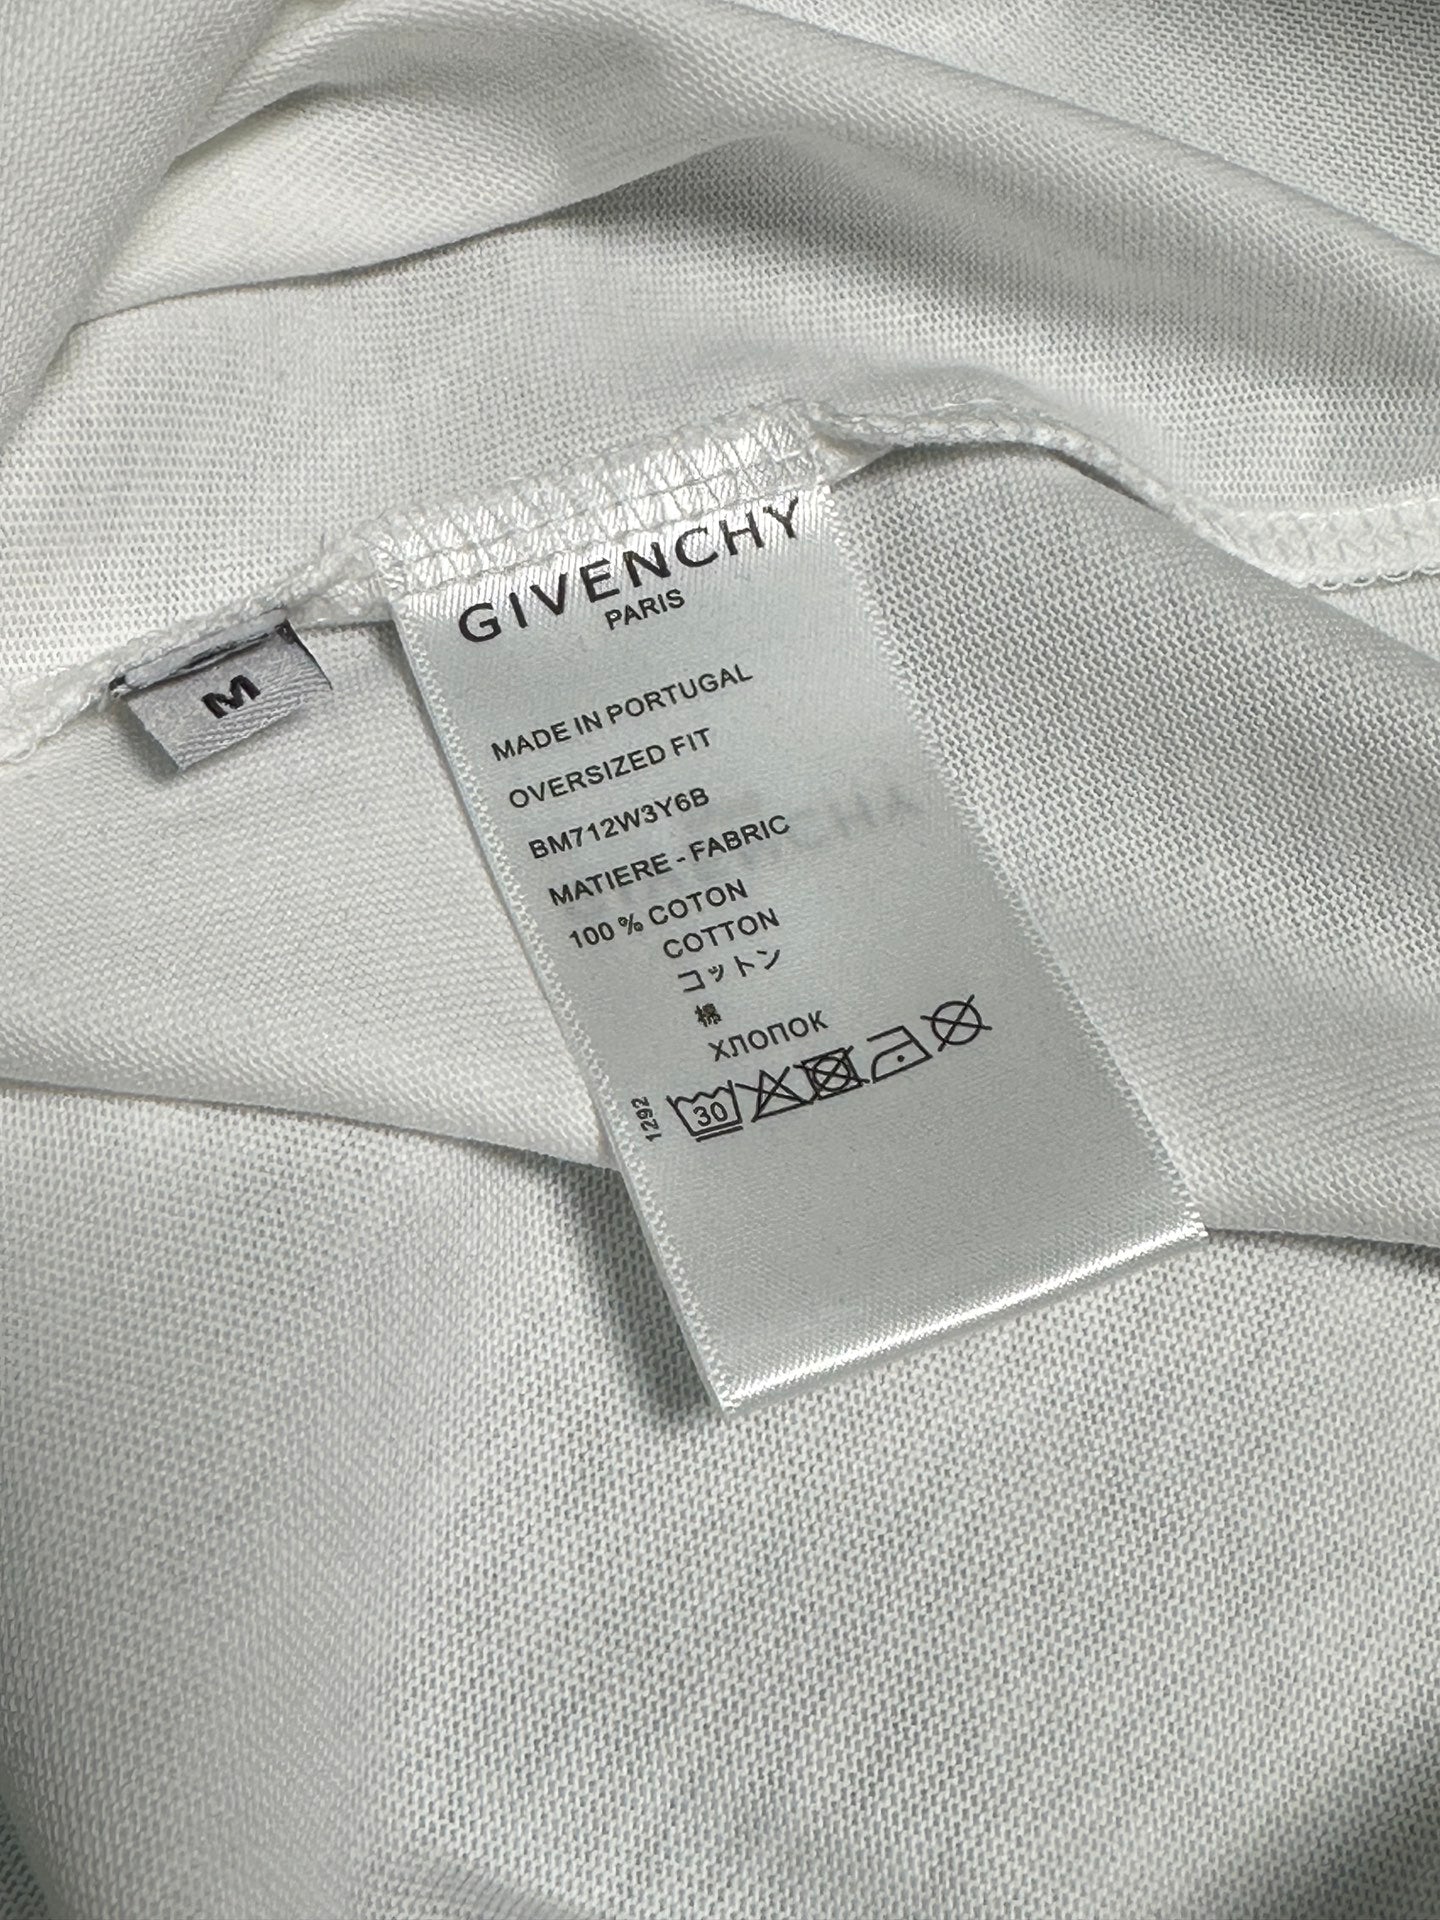 GIVENCHY
PARIS
M
MADE IN PORTUGAL
OVERSIZED FIT
BM712W3Y6B
MATIERE - FABRIC
100 % COTON
COTTON
コットン
棉
ХЛОПОК
1292
30